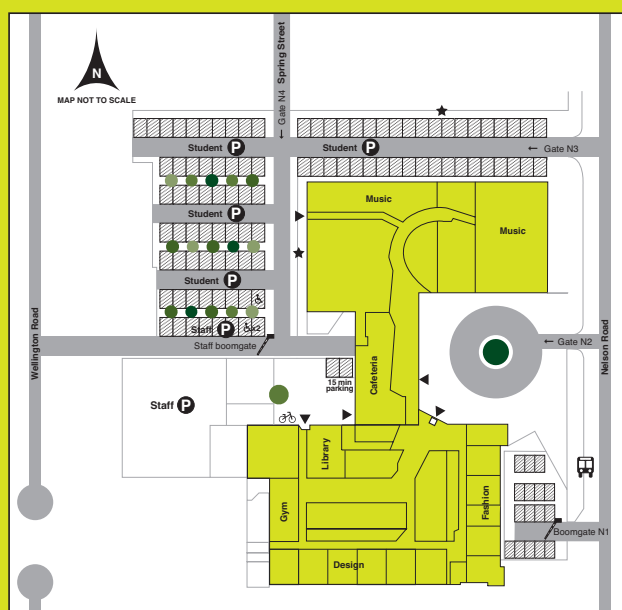 Spring Street
Gate N4
N
MAP NOT TO SCALE
Student P
Student P
Gate N3
Music
Student P
Music
Student P
Staff P
x2
Staff boomgate
Gate N2
Wellington Road
Nelson Road
15 min
parking
Cafeteria
Staff P
Library
Gym
Fashion
Boomgate N1
Design